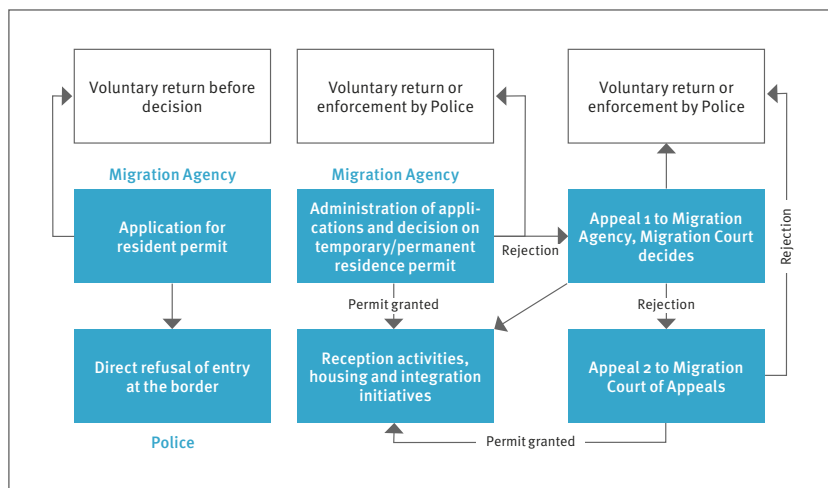 Voluntary return before
decision
Voluntary return or
enforcement by Police
Voluntary return or
enforcement by Police
Migration Agency
Migration Agency
Application for
resident permit
Administration of appli-
cations and decision on
temporary/permanent
residence permit
Rejection
Appeal 1 to Migration
Agency, Migration Court
decides
Rejection
Permit granted
Rejection
Direct refusal of entry
at the border
Reception activities,
housing and integration
initiatives
Appeal 2 to Migration
Court of Appeals
Police
Permit granted